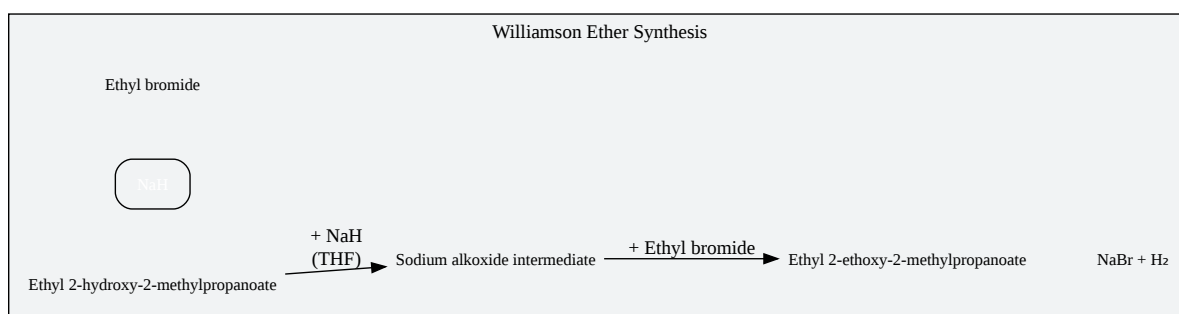 Williamson Ether Synthesis
Ethyl bromide
NaH
+ NaH
(THF)
+ Ethyl bromide
Sodium alkoxide intermediate
Ethyl 2-ethoxy-2-methylpropanoate
NaBr + H₂
Ethyl 2-hydroxy-2-methylpropanoate